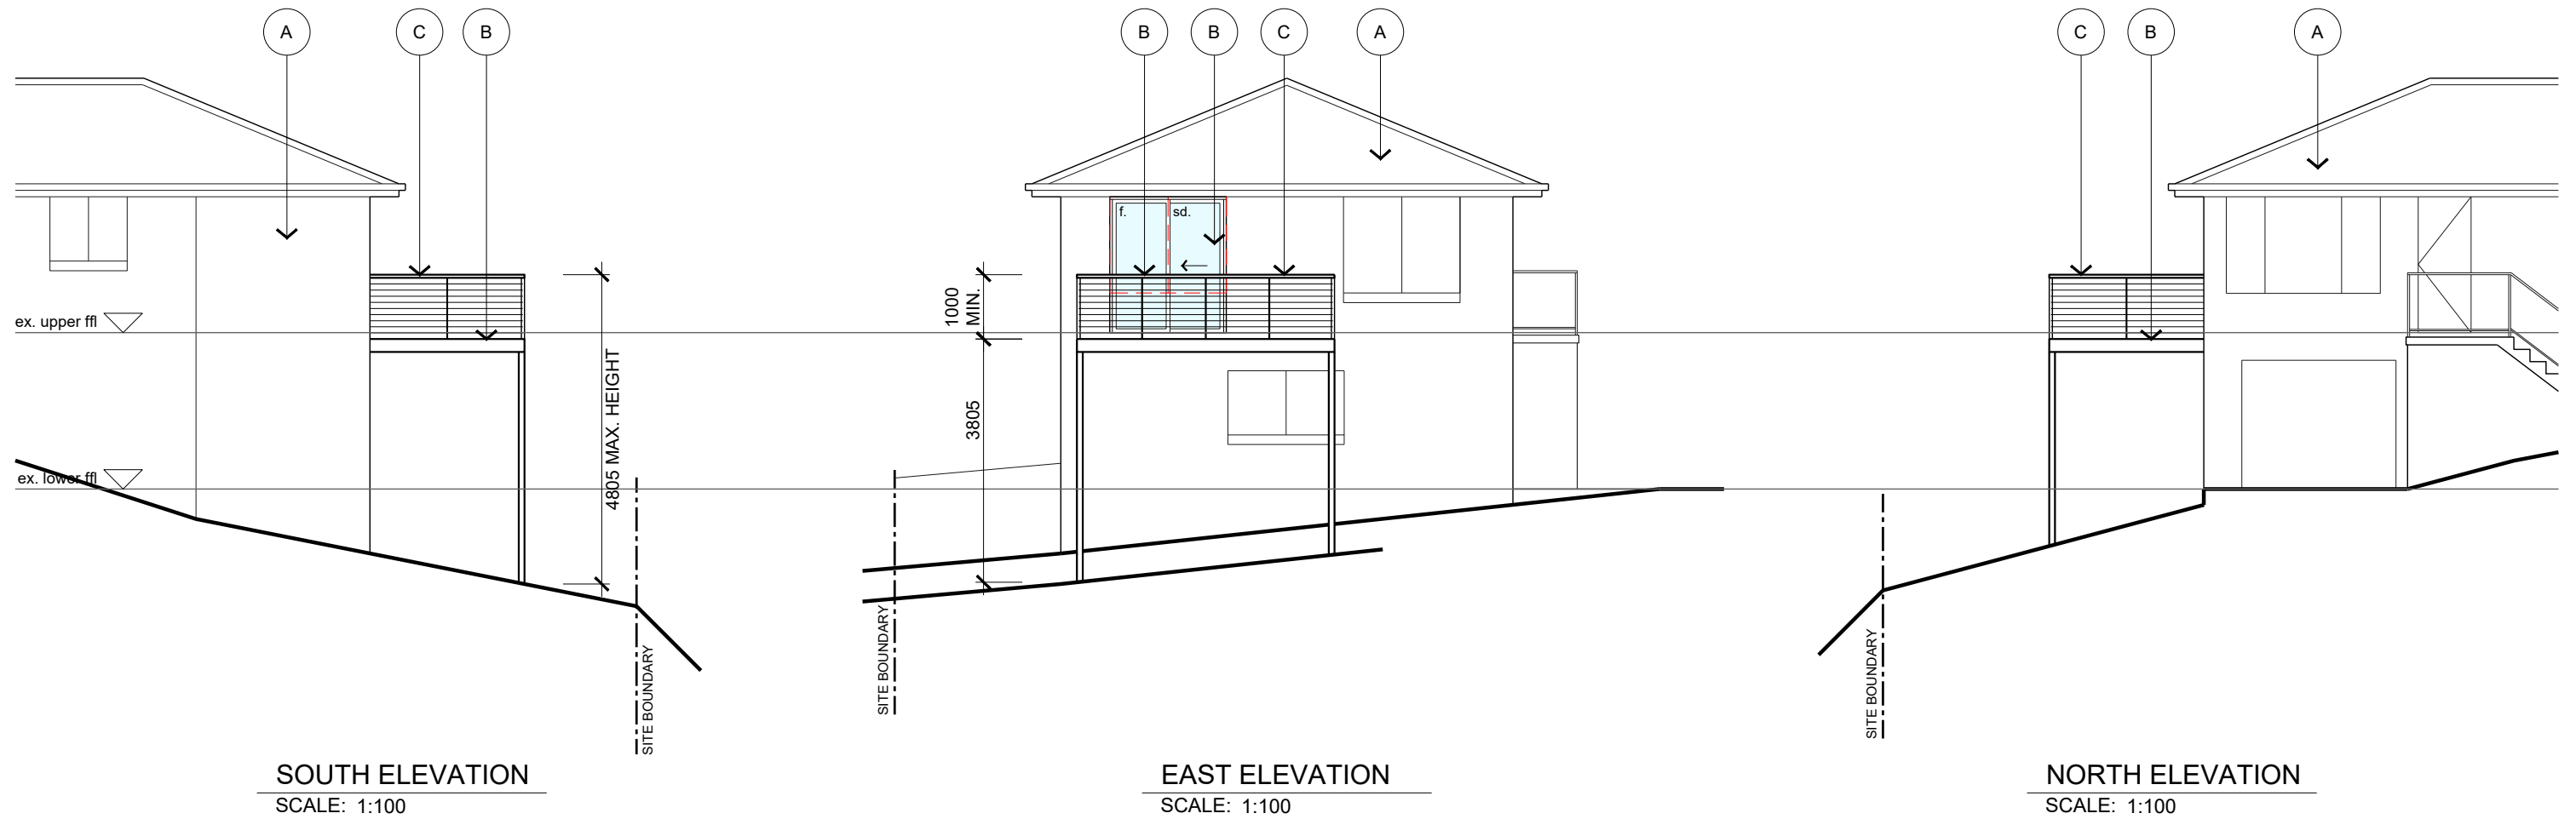 A
C
B
ex. upper ffl
ex. lower ffl
4805 MAX. HEIGHT
SITE BOUNDARY
SOUTH ELEVATION
SCALE: 1:100
B
B
C
A
f.
sd.
1000
MIN.
3805
SITE BOUNDARY
EAST ELEVATION
SCALE: 1:100
C
B
A
SITE BOUNDARY
NORTH ELEVATION
SCALE: 1:100